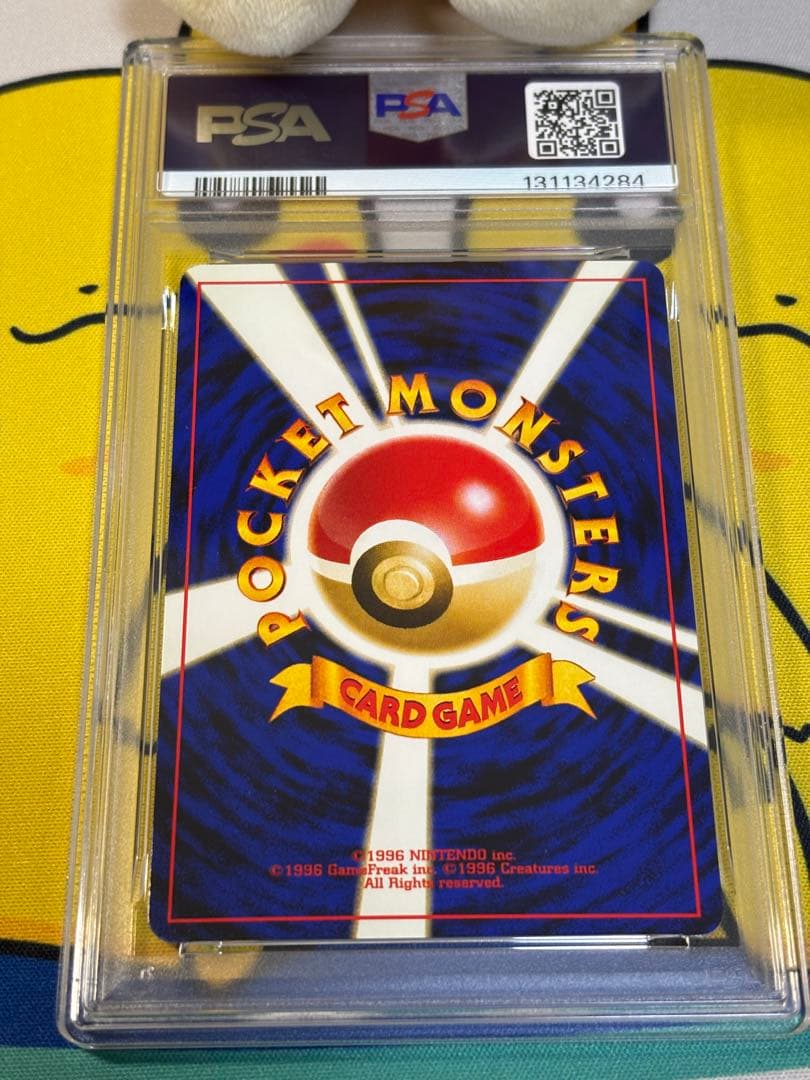 PSA
PSA
131134284
POCKET MONSTERS
CARD GAME
©1996 NINTENDO inc.
©1996 GameFreak inc. ©1996 Creatures inc.
All Rights reserved.